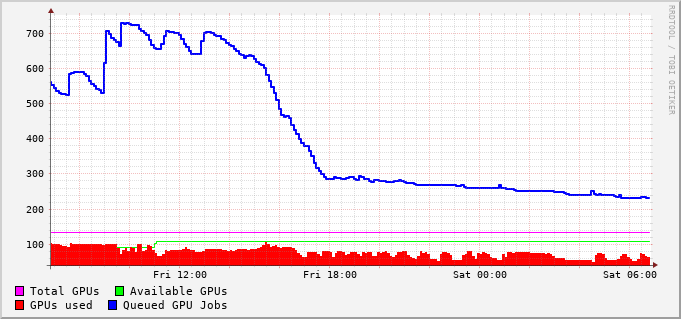 700
600
500
400
300
200
100
Fri 12:00
Fri 18:00
Sat 00:00
Sat 06:00
Total GPUs
Available GPUs
GPUs used
Queued GPU Jobs
RRDTOOL / TOBI OETIKER